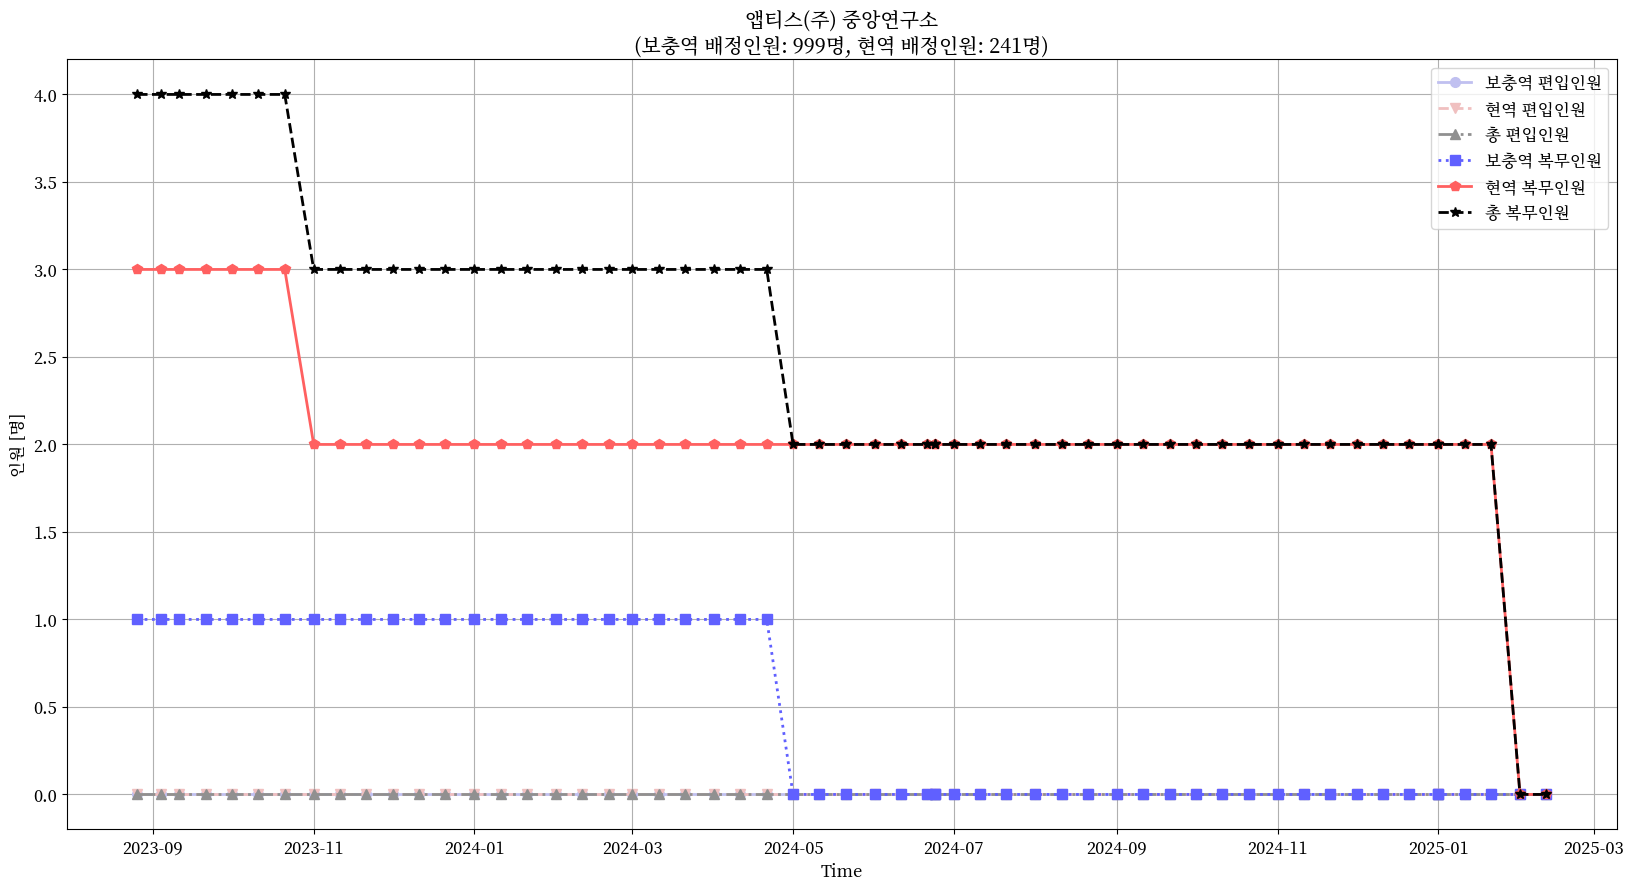 앱티스(주) 중앙연구소
(보충역 배정인원: 999명, 현역 배정인원: 241명)
보충역 편입인원
현역 편입인원
총 편입인원
보충역 복무인원
현역 복무인원
총 복무인원
인원 [명]
4.0
3.5
3.0
2.5
2.0
1.5
1.0
0.5
0.0
2023-09 2023-11 2024-01 2024-03 2024-05 2024-07 2024-09 2024-11 2025-01 2025-03
Time